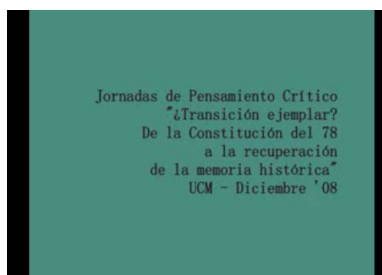 Jornadas de Pensamiento Crítico
"¿Transición ejemplar?
De la Constitución del 78
a la recuperación
de la memoria histórica"
UCM - Diciembre '08